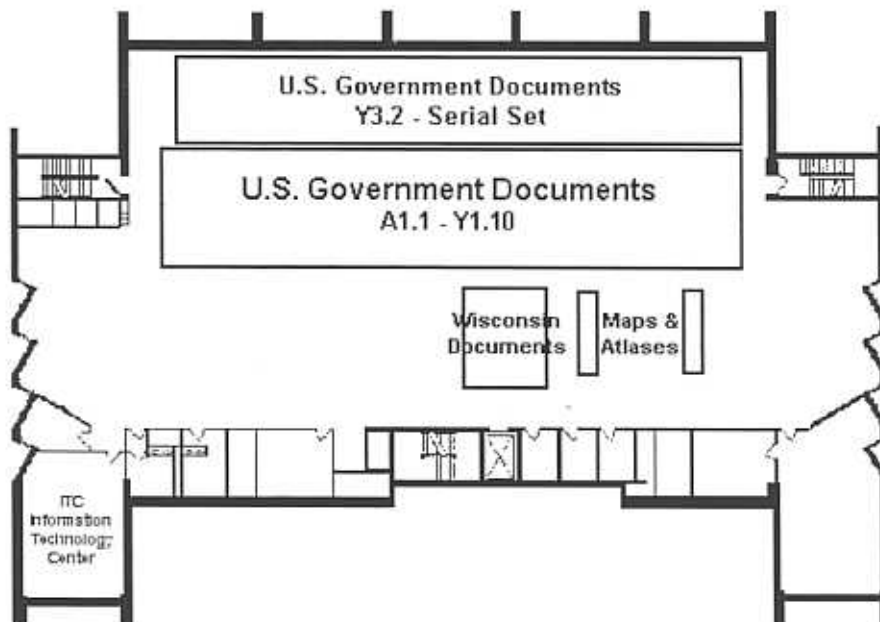 U.S. Government Documents
Y3.2 - Serial Set
U.S. Government Documents
A1.1 - Y1.10
Wisconsin
Documents
Maps &
Atlases
ITC
Information
Technology
Center